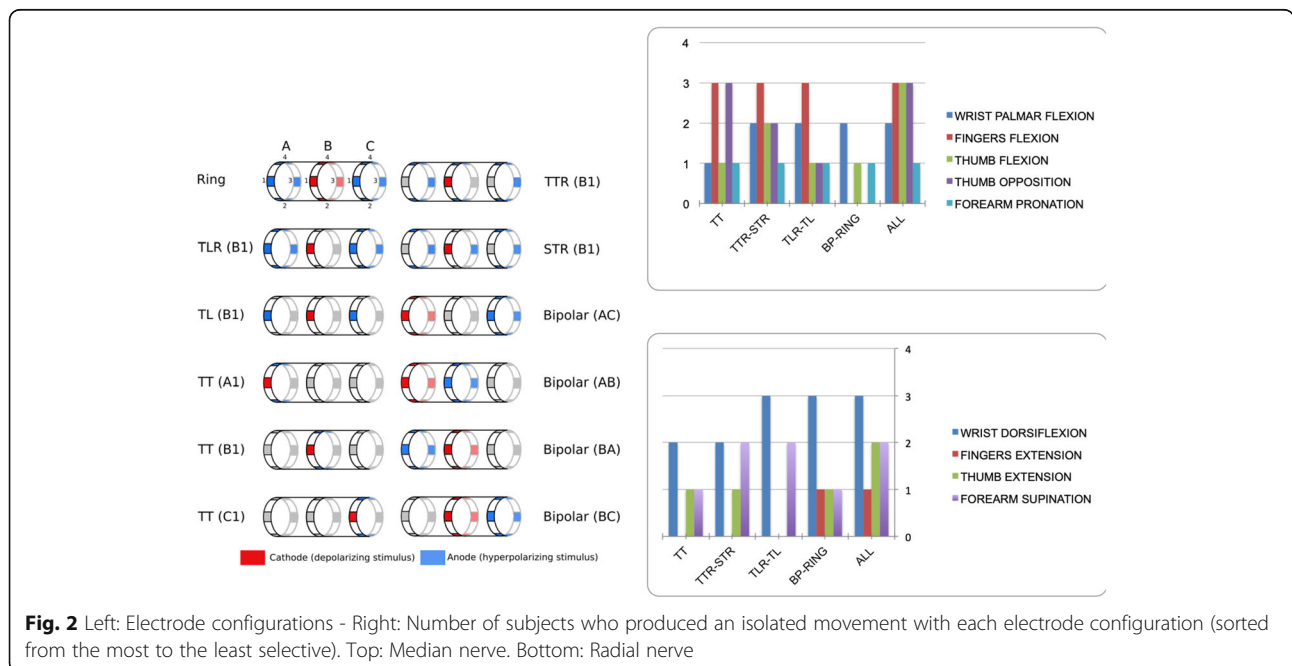 A B C
4 4 4
Ring 1 3 1 3 1 3 TTR (B1)
2 2 2
TLR (B1) STR (B1)
TL (B1) Bipolar (AC)
TT (A1) Bipolar (AB)
TT (B1) Bipolar (BA)
TT (C1) Bipolar (BC)
Cathode (depolarizing stimulus) Anode (hyperpolarizing stimulus)
4
3
2
1
0
TT TTR-STR TLR-TL BP-RING ALL
WRIST PALMAR FLEXION
FINGERS FLEXION
THUMB FLEXION
THUMB OPPOSITION
FOREARM PRONATION
4
3
2
1
0
TT TTR-STR TLR-TL BP-RING ALL
WRIST DORSIFLEXION
FINGERS EXTENSION
THUMB EXTENSION
FOREARM SUPINATION
Fig. 2 Left: Electrode configurations - Right: Number of subjects who produced an isolated movement with each electrode configuration (sorted
from the most to the least selective). Top: Median nerve. Bottom: Radial nerve